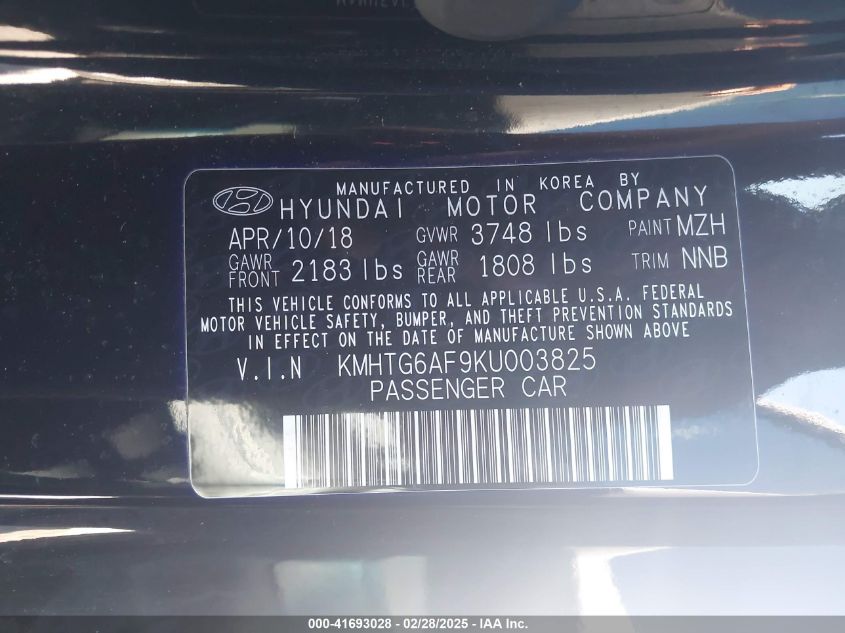 MANUFACTURED IN KOREA BY
HYUNDAI MOTOR COMPANY
APR/10/18 GVWR 3748 lbs PAINT MZH
GAWR FRONT 2183 lbs GAWR REAR 1808 lbs TRIM NNB
THIS VEHICLE CONFORMS TO ALL APPLICABLE U.S.A. FEDERAL
MOTOR VEHICLE SAFETY, BUMPER, AND THEFT PREVENTION STANDARDS
IN EFFECT ON THE DATE OF MANUFACTURE SHOWN ABOVE
V.I.N KMHTG6AF9KU003825
PASSENGER CAR
000-41693028 - 02/28/2025 - IAA Inc.